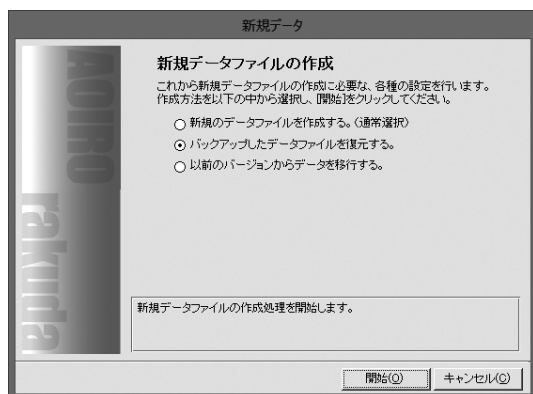 新規データ
AOIRO
rakuda
新規データファイルの作成
これから新規データファイルの作成に必要な、各種の設定を行います。
作成方法を以下の中から選択し、[開始]をクリックしてください。
新規のデータファイルを作成する。(通常選択)
バックアップしたデータファイルを復元する。
以前のバージョンからデータを移行する。
新規データファイルの作成処理を開始します。
開始(O)
キャンセル(C)